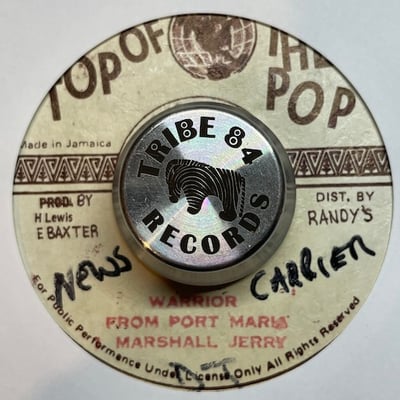 TOP OF THE
POP
Made in Jamaica
PROD. BY
H Lewis
E BAXTER
DIST. BY
RANDY'S
TRIBE 84
RECORDS
NEWS CARRIER
WARRIOR
FROM PORT MARIA
MARSHALL JERRY
For Public Performance Under License Only All Rights Reserved